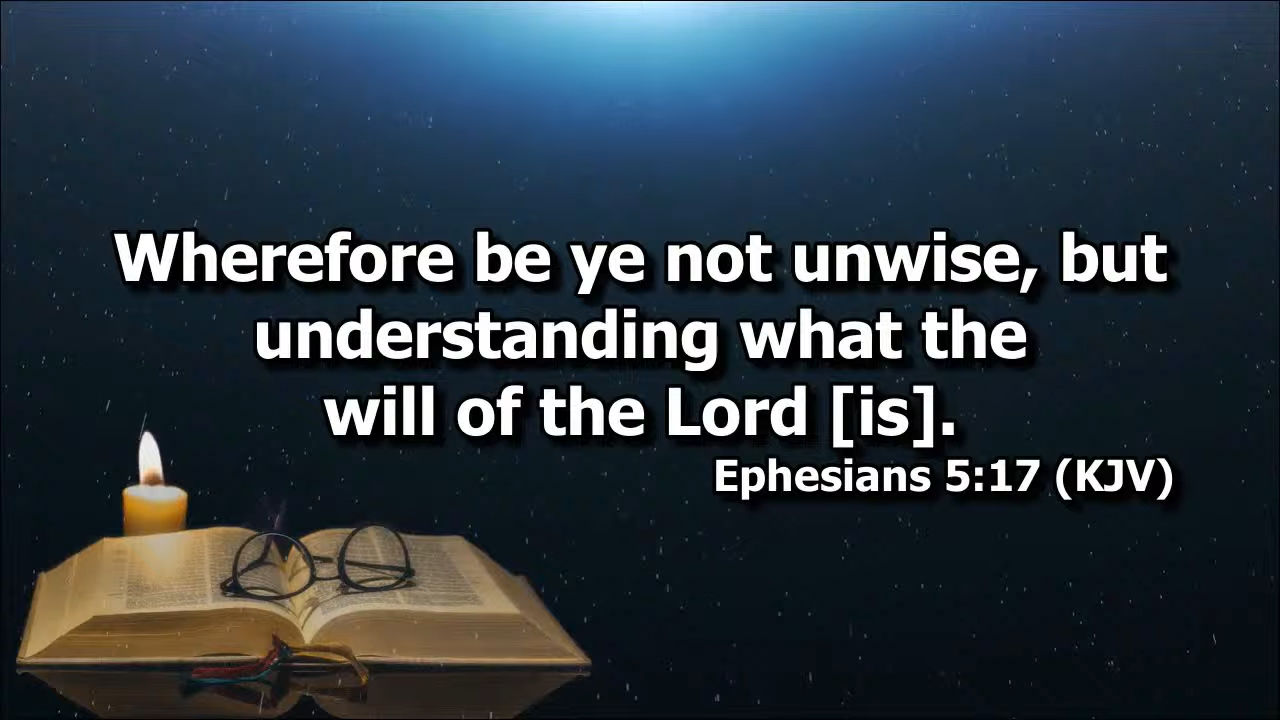 Wherefore be ye not unwise, but
understanding what the
will of the Lord [is].
Ephesians 5:17 (KJV)